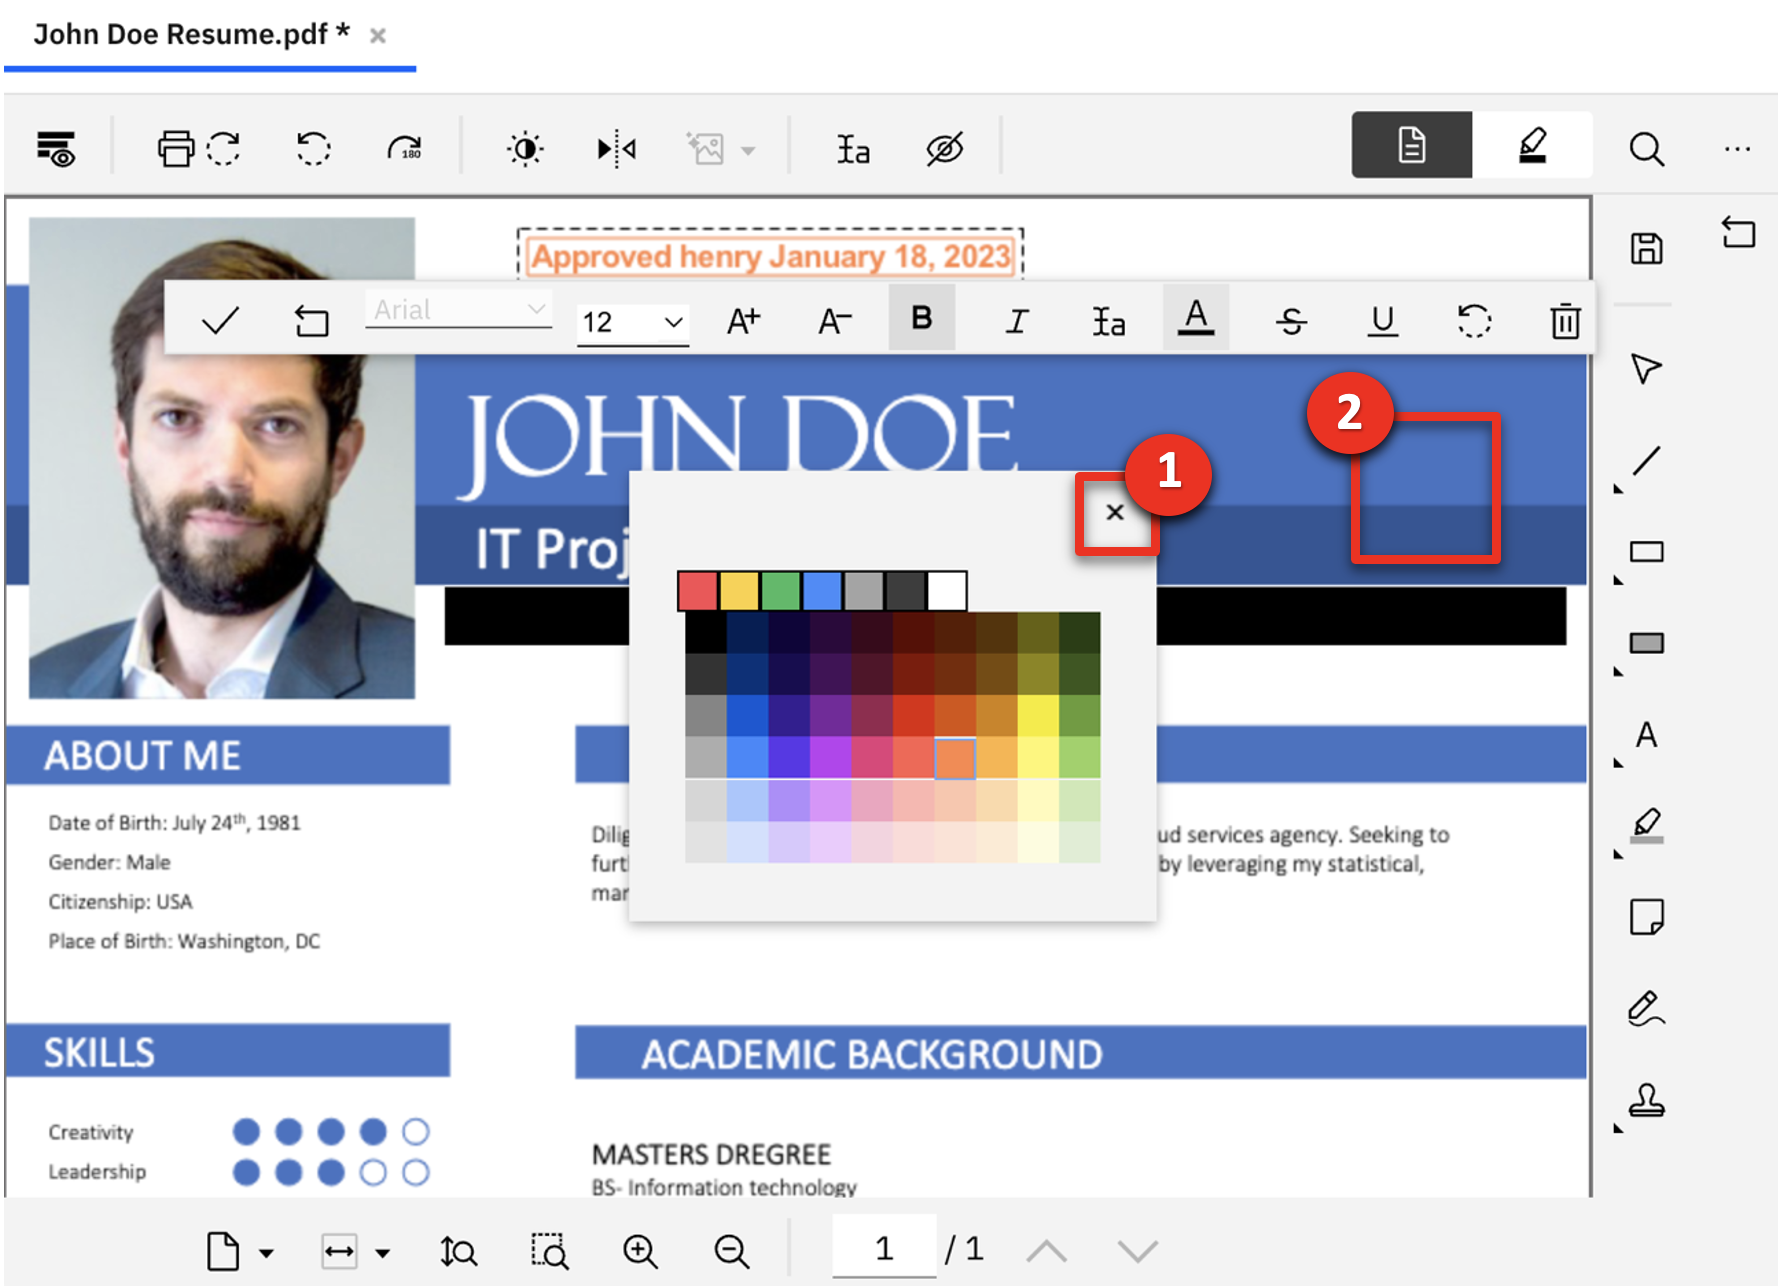 John Doe Resume.pdf *
180
Approved henry January 18, 2023
Arial
12
A+
A-
B
I
a
A
S
U
JOHN DOE
2
1
IT Proj
ABOUT ME
Date of Birth: July 24th, 1981
Gender: Male
Citizenship: USA
Place of Birth: Washington, DC
Dilig
ud services agency. Seeking to
furt
by leveraging my statistical,
mar
A
SKILLS
ACADEMIC BACKGROUND
Creativity
Leadership
MASTERS DREGREE
BS- Information technology
1 / 1